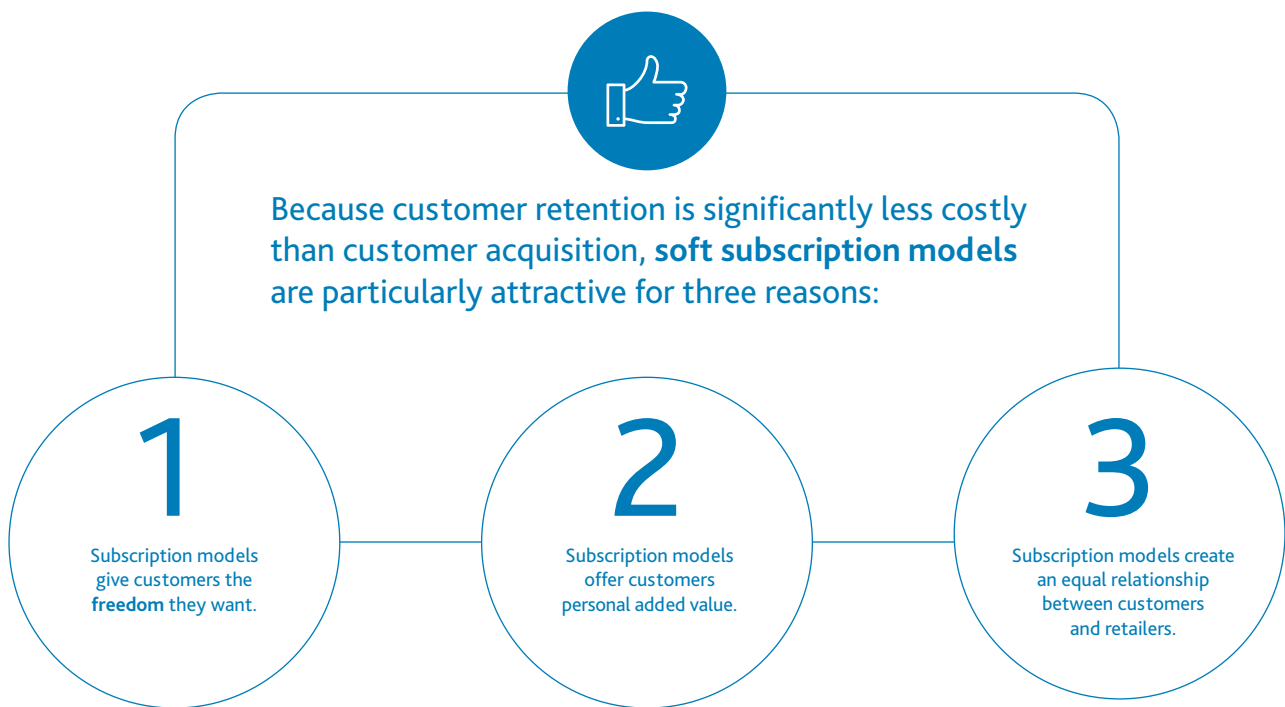 Because customer retention is significantly less costly
than customer acquisition, soft subscription models
are particularly attractive for three reasons:
1
Subscription models
give customers the
freedom they want.
2
Subscription models
offer customers
personal added value.
3
Subscription models create
an equal relationship
between customers
and retailers.